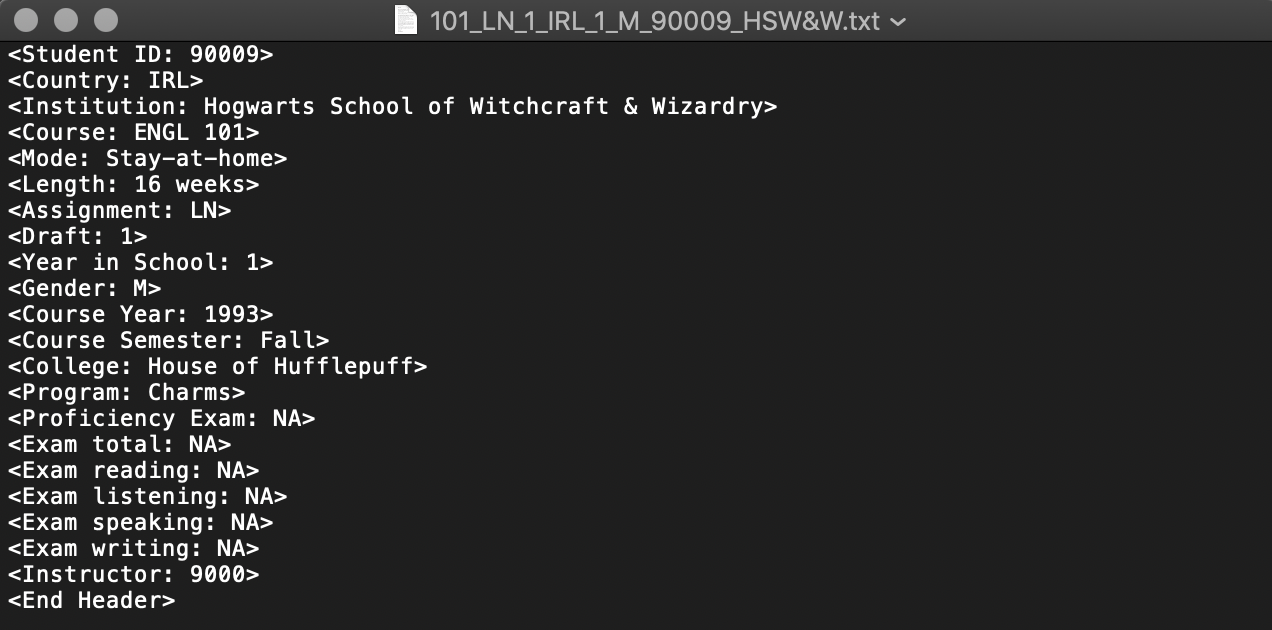 101_LN_1_IRL_1_M_90009_HSW&W.txt
<Student ID: 90009>
<Country: IRL>
<Institution: Hogwarts School of Witchcraft & Wizardry>
<Course: ENGL 101>
<Mode: Stay-at-home>
<Length: 16 weeks>
<Assignment: LN>
<Draft: 1>
<Year in School: 1>
<Gender: M>
<Course Year: 1993>
<Course Semester: Fall>
<College: House of Hufflepuff>
<Program: Charms>
<Proficiency Exam: NA>
<Exam total: NA>
<Exam reading: NA>
<Exam listening: NA>
<Exam speaking: NA>
<Exam writing: NA>
<Instructor: 9000>
<End Header>